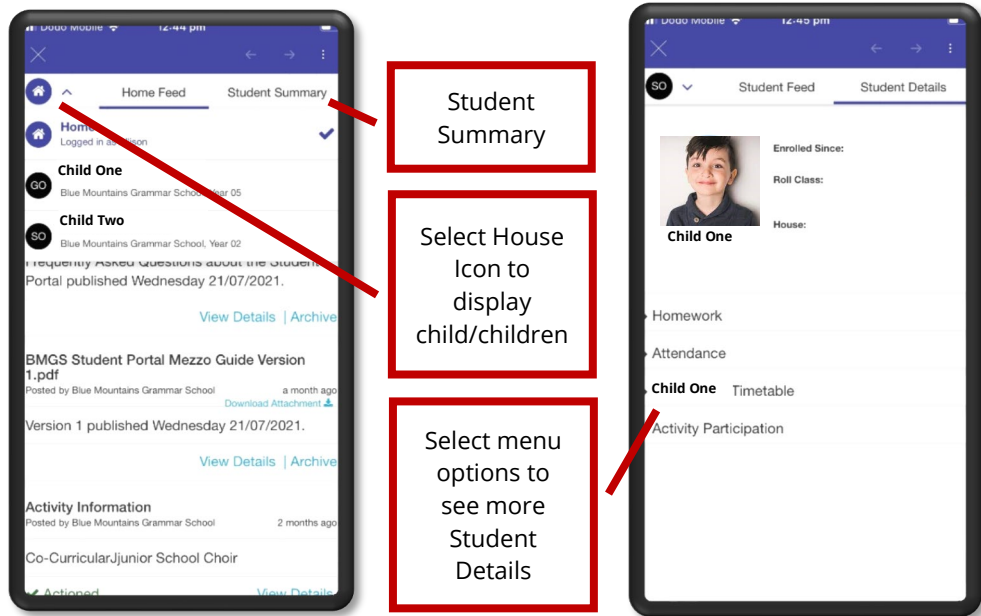 Dodo Mobile 12:44 pm
Home Feed Student Summary
Home
Logged in as
Child One
GO
Blue Mountains Grammar School, Year 05
Child Two
SO
Blue Mountains Grammar School, Year 02
Frequently Asked Questions about the Student
Portal published Wednesday 21/07/2021.
View Details | Archive
BMGS Student Portal Mezzo Guide Version
1.pdf
Posted by Blue Mountains Grammar School a month ago
Download Attachment
Version 1 published Wednesday 21/07/2021.
View Details | Archive
Activity Information
Posted by Blue Mountains Grammar School 2 months ago
Co-CurricularJjunior School Choir
Actioned View Details
Student
Summary
Select House
Icon to
display
child/children
Select menu
options to
see more
Student
Details
Dodo Mobile 12:45 pm
SO Student Feed Student Details
Enrolled Since:
Roll Class:
House:
Child One
Homework
Attendance
Child One Timetable
Activity Participation